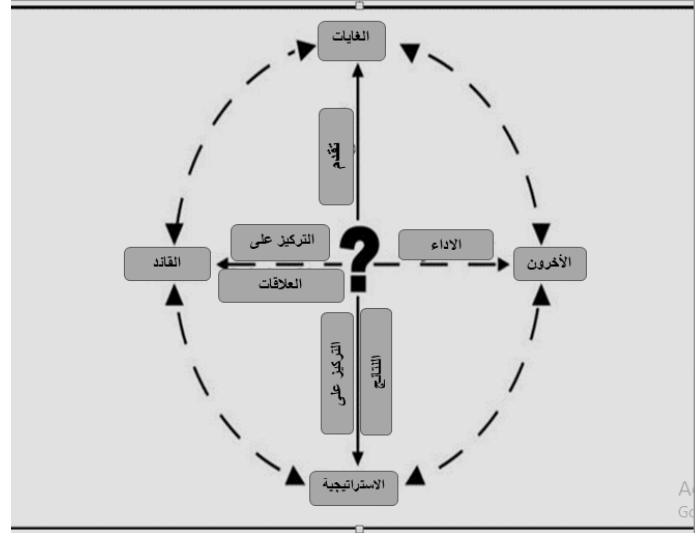 الغايات
تقدم
التركيز على
الاداء
القائد
?
الأخرون
العلاقات
التركيز على
النتائج
الاستراتيجية